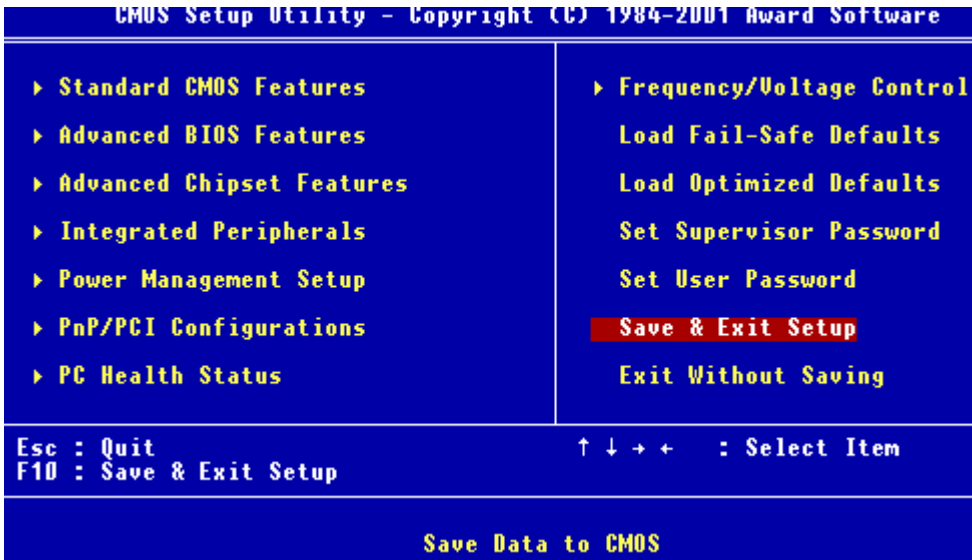 CMOS Setup Utility - Copyright (C) 1984-2001 Award Software
▸ Standard CMOS Features
▸ Advanced BIOS Features
▸ Advanced Chipset Features
▸ Integrated Peripherals
▸ Power Management Setup
▸ PnP/PCI Configurations
▸ PC Health Status
▸ Frequency/Voltage Control
Load Fail-Safe Defaults
Load Optimized Defaults
Set Supervisor Password
Set User Password
Save & Exit Setup
Exit Without Saving
Esc : Quit
F10 : Save & Exit Setup
↑ ↓ → ← : Select Item
Save Data to CMOS